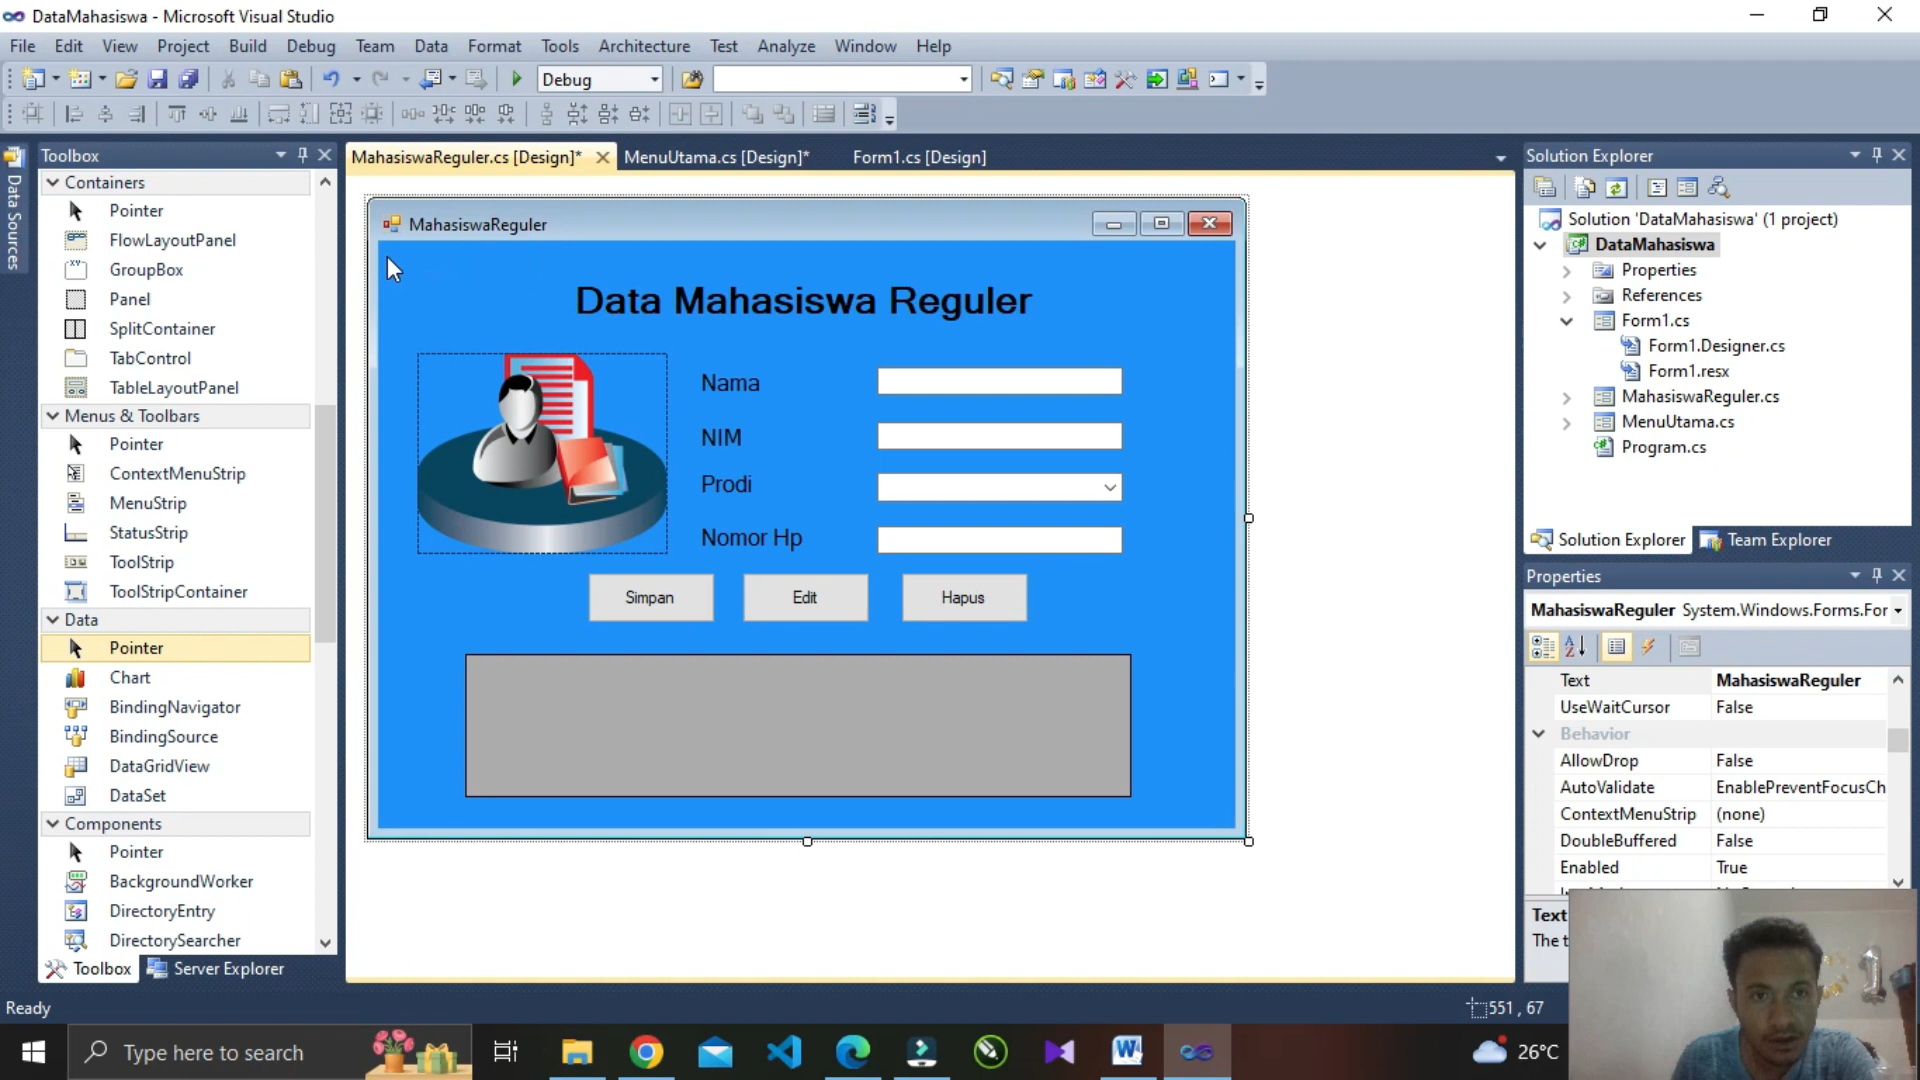 DataMahasiswa - Microsoft Visual Studio
File Edit View Project Build Debug Team Data Format Tools Architecture Test Analyze Window Help
Debug
Data Sources
Toolbox
Containers
Pointer
FlowLayoutPanel
GroupBox
Panel
SplitContainer
TabControl
TableLayoutPanel
Menus & Toolbars
Pointer
ContextMenuStrip
MenuStrip
StatusStrip
ToolStrip
ToolStripContainer
Data
Pointer
Chart
BindingNavigator
BindingSource
DataGridView
DataSet
Components
Pointer
BackgroundWorker
DirectoryEntry
DirectorySearcher
Toolbox Server Explorer
MahasiswaReguler.cs [Design]* MenuUtama.cs [Design]* Form1.cs [Design]
MahasiswaReguler
Data Mahasiswa Reguler
Nama
NIM
Prodi
Nomor Hp
Simpan Edit Hapus
Solution Explorer
Solution 'DataMahasiswa' (1 project)
DataMahasiswa
Properties
References
Form1.cs
Form1.Designer.cs
Form1.resx
MahasiswaReguler.cs
MenuUtama.cs
Program.cs
Solution Explorer Team Explorer
Properties
MahasiswaReguler System.Windows.Forms.For
Text MahasiswaReguler
UseWaitCursor False
Behavior
AllowDrop False
AutoValidate EnablePreventFocusCh
ContextMenuStrip (none)
DoubleBuffered False
Enabled True
Text
The t
Ready
551 , 67
Type here to search
26°C